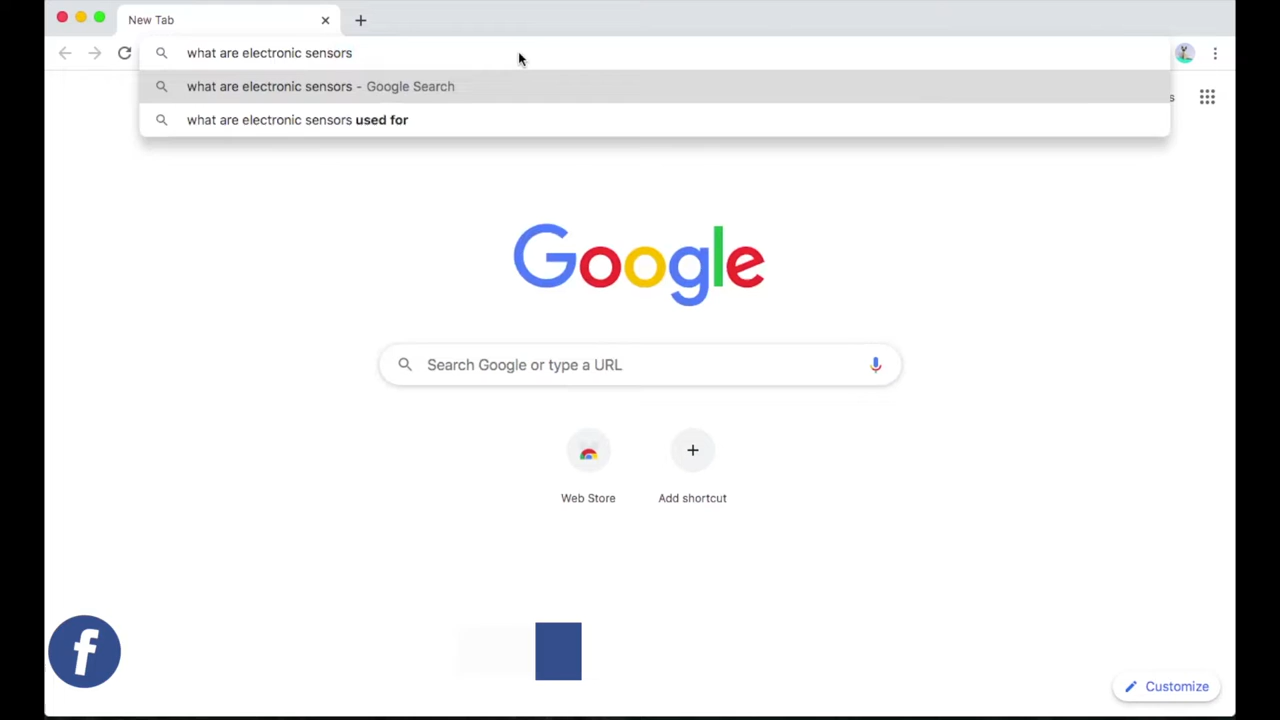 New Tab
what are electronic sensors
what are electronic sensors - Google Search
what are electronic sensors used for
s
Google
Search Google or type a URL
Web Store
Add shortcut
f
Customize